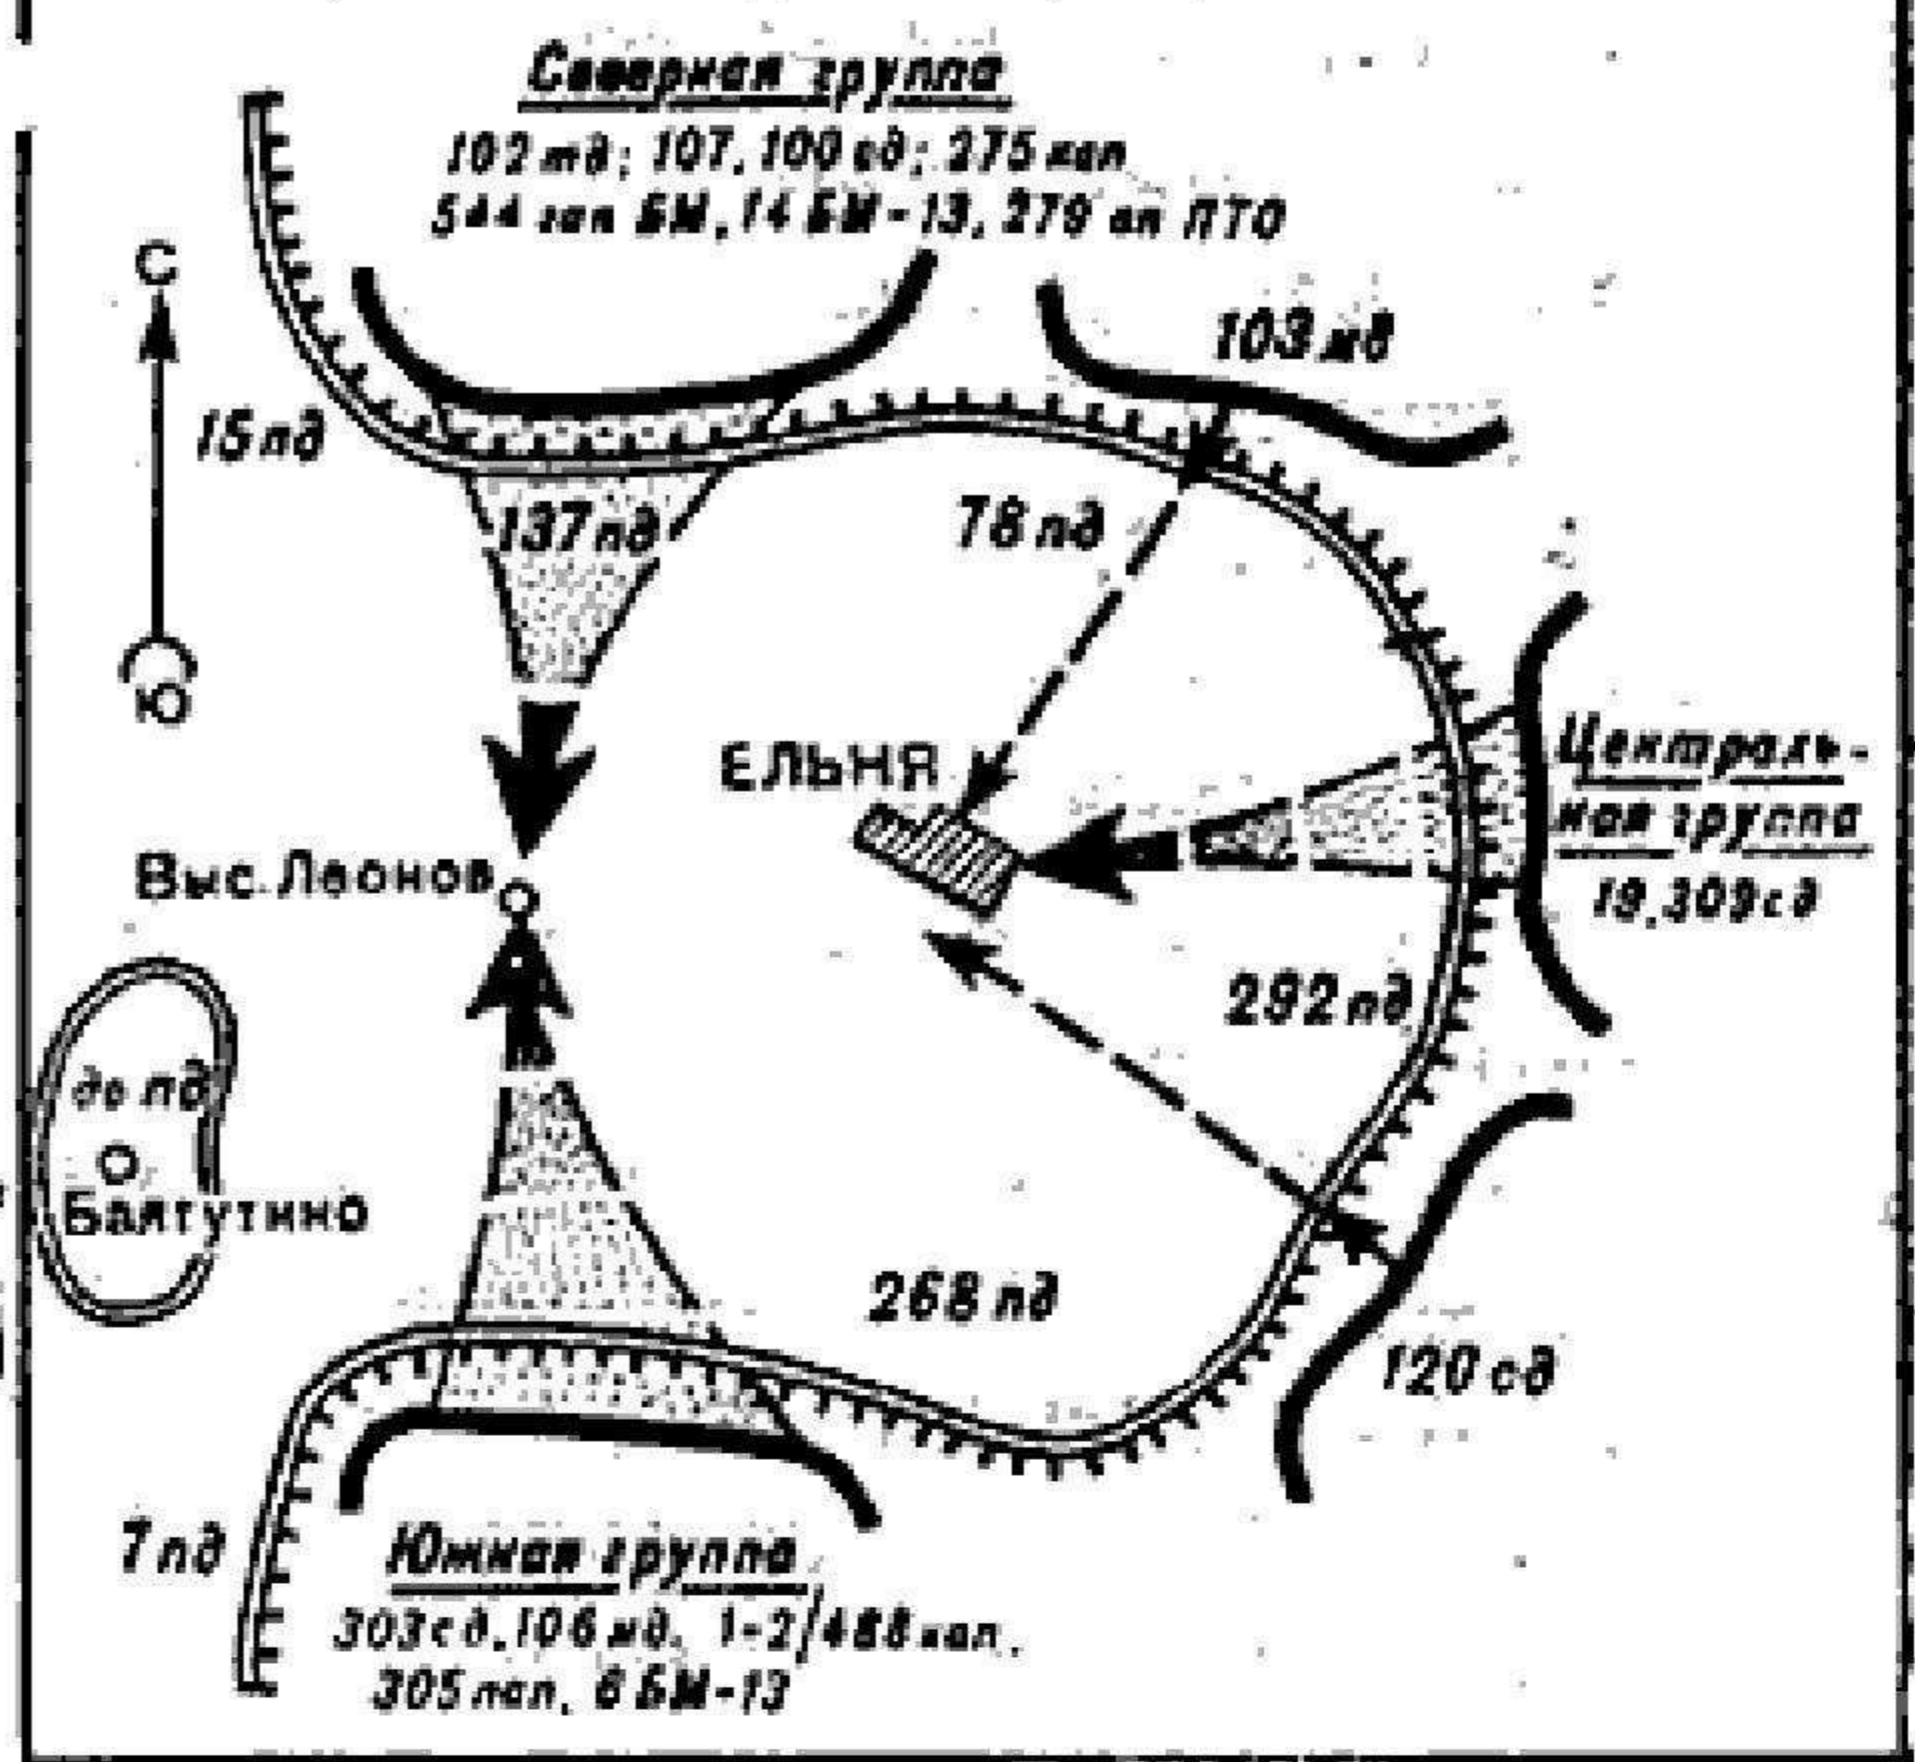 Северная группа
102 тд; 107, 100 сд; 275 кап
544 гап БМ, 14 БМ-13, 279 ап ПТО
С
103 мд
15 пд
137 пд
78 пд
Ю
ЕЛЬНЯ
Централь-
ная группа
19, 309 сд
Выс. Леонов
292 пд
до пд
Балтутино
268 пд
120 сд
7 пд
Южная группа
303 сд, 106 мд, 1-2/488 кап,
305 пап, 6 БМ-13